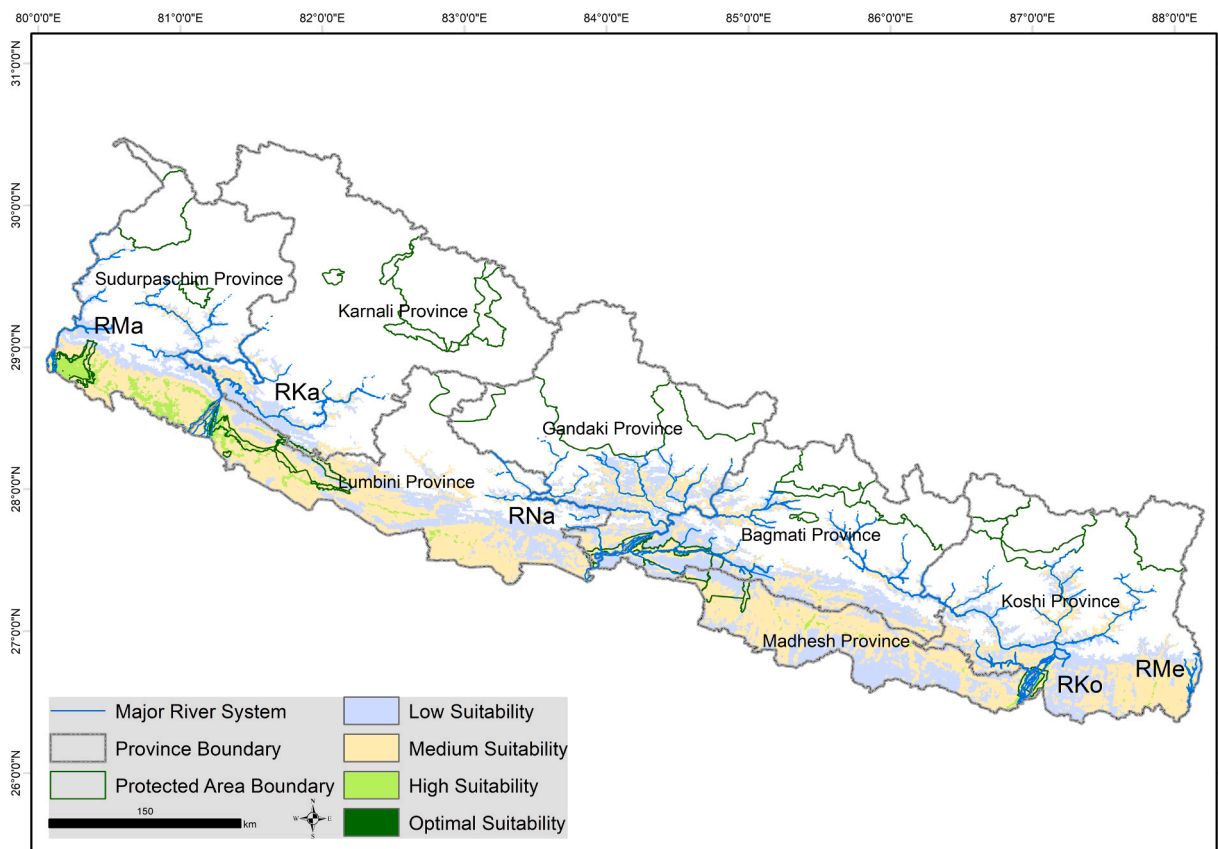 80°0'0"E 81°0'0"E 82°0'0"E 83°0'0"E 84°0'0"E 85°0'0"E 86°0'0"E 87°0'0"E 88°0'0"E
31°0'0"N
30°0'0"N
29°0'0"N
28°0'0"N
27°0'0"N
26°0'0"N
Sudurpaschim Province
Karnali Province
RMa
RKa
Gandaki Province
Lumbini Province
RNa
Bagmati Province
Koshi Province
Madhesh Province
RKo
RMe
Major River System
Province Boundary
Protected Area Boundary
150
km
N
W E
S
Low Suitability
Medium Suitability
High Suitability
Optimal Suitability